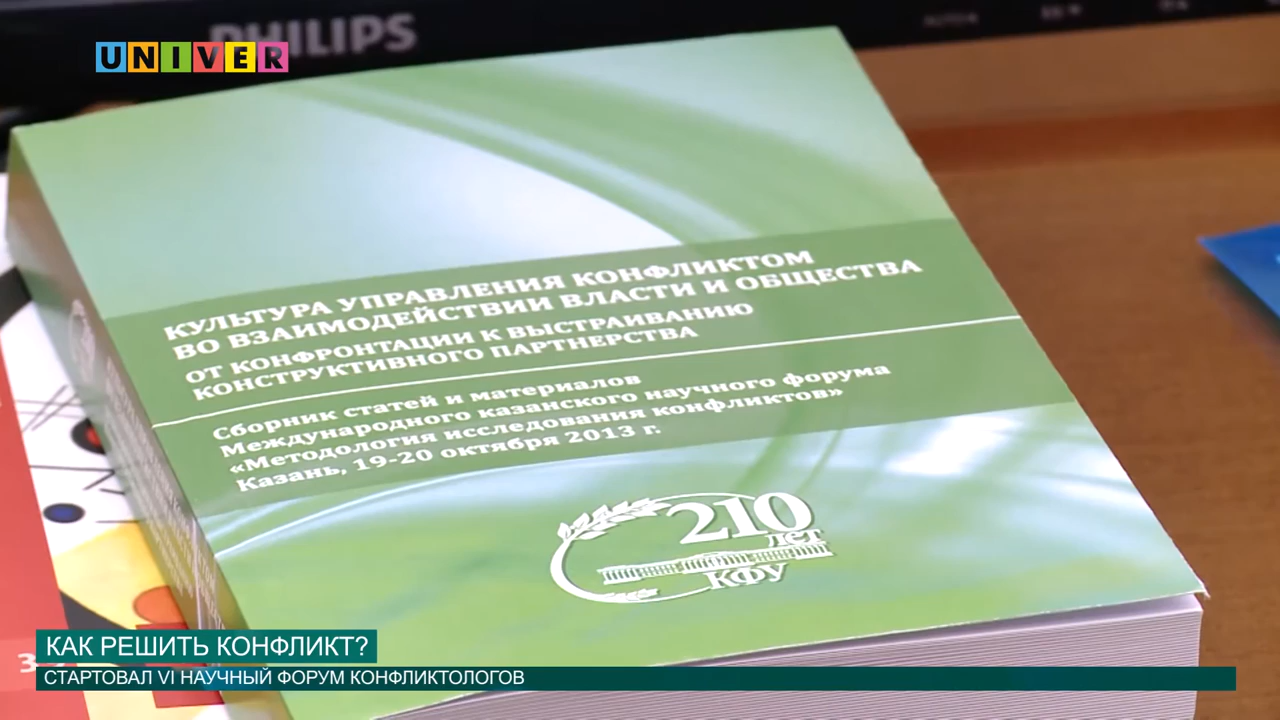 PHILIPS
UNIVER
КУЛЬТУРА УПРАВЛЕНИЯ КОНФЛИКТОМ
ВО ВЗАИМОДЕЙСТВИИ ВЛАСТИ И ОБЩЕСТВА
ОТ КОНФРОНТАЦИИ К ВЫСТРАИВАНИЮ
КОНСТРУКТИВНОГО ПАРТНЕРСТВА
Сборник статей и материалов
Международного казанского научного форума
«Методология исследования конфликтов»
Казань, 19-20 октября 2013 г.
210
лет
КФУ
КАК РЕШИТЬ КОНФЛИКТ?
СТАРТОВАЛ VI НАУЧНЫЙ ФОРУМ КОНФЛИКТОЛОГОВ